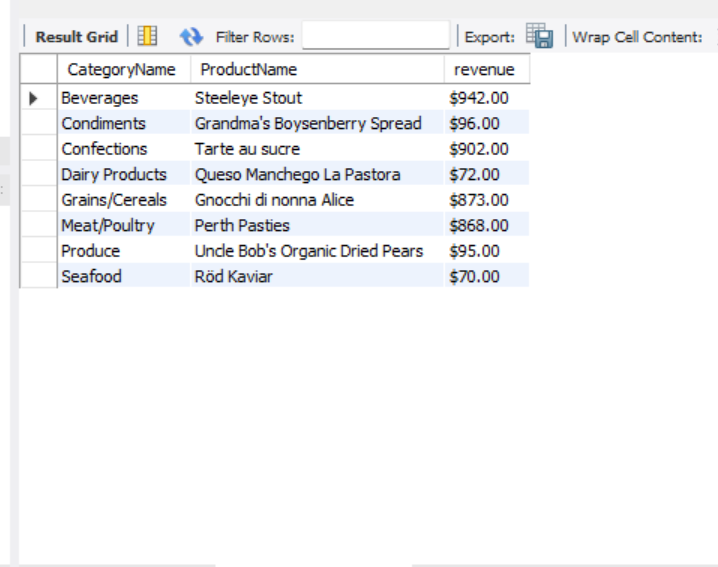 Result Grid Filter Rows: Export: Wrap Cell Content:
CategoryName ProductName revenue
Beverages Steeleye Stout $942.00
Condiments Grandma's Boysenberry Spread $96.00
Confections Tarte au sucre $902.00
Dairy Products Queso Manchego La Pastora $72.00
Grains/Cereals Gnocchi di nonna Alice $873.00
Meat/Poultry Perth Pasties $868.00
Produce Uncle Bob's Organic Dried Pears $95.00
Seafood Röd Kaviar $70.00